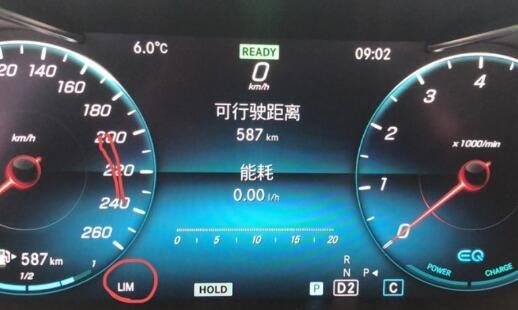 6.0°C
READY
09:02
0
km/h
可行驶距离
587 km
能耗
0.00 l/h
0 5 10 15 20
120
140
160
180
200
220
240
260
km/h
587 km
1/2
1
LIM
HOLD
4
3
2
1
0
x 1000/min
EQ
POWER
CHARGE
R
N P
P D2 C